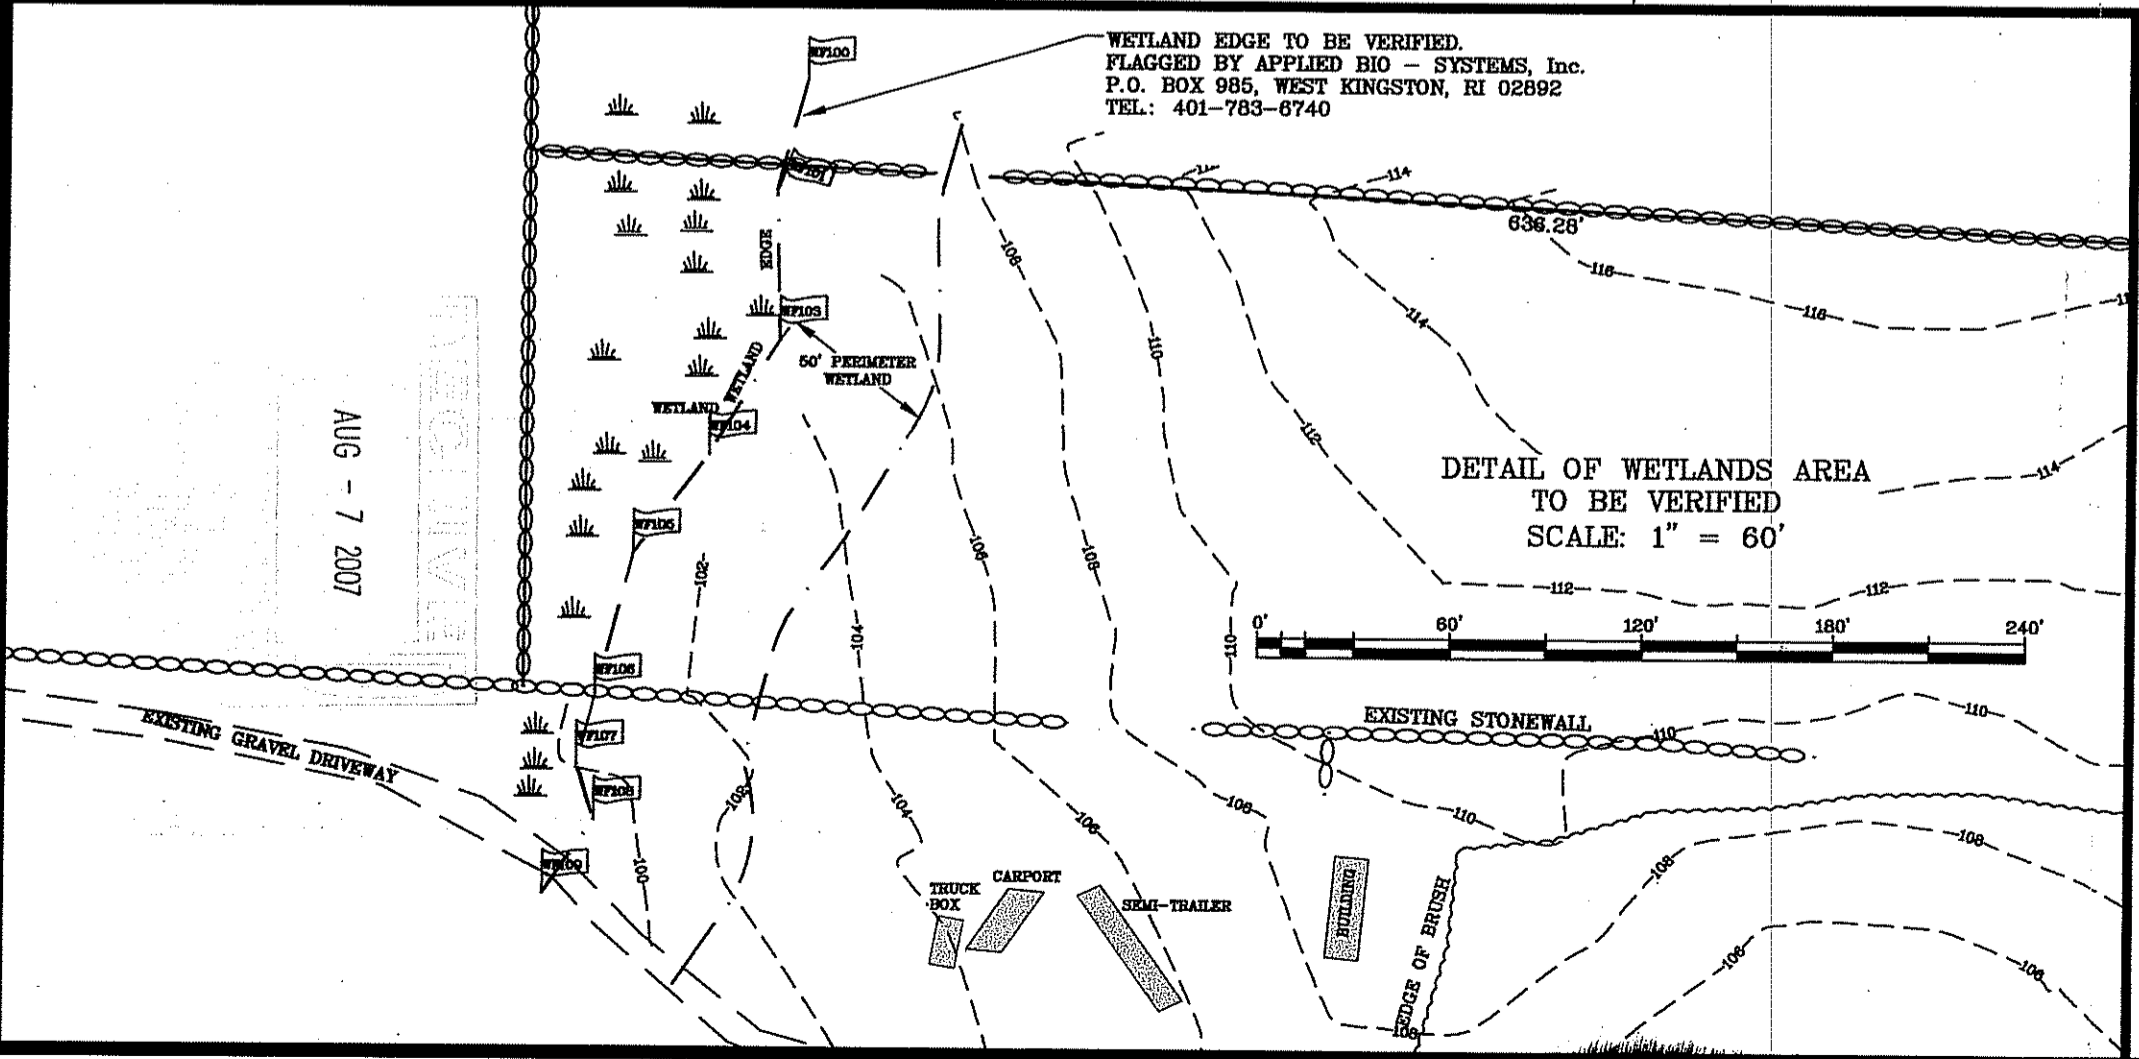 WETLAND EDGE TO BE VERIFIED.
FLAGGED BY APPLIED BIO - SYSTEMS, Inc.
P.O. BOX 985, WEST KINGSTON, RI 02892
TEL: 401-783-6740
WF100
WF101
114
636.28'
EDGE
108
116
116
WF103
114
110
50' PERIMETER
WETLAND
WETLAND
WETLAND
WF104
112
DETAIL OF WETLANDS AREA
TO BE VERIFIED
SCALE: 1" = 60'
114
AUG - 7 2007
WF105
106
108
102
112
112
104
110
0' 60' 120' 180' 240'
WF106
EXISTING STONEWALL
110
110
EXISTING GRAVEL DRIVEWAY
WF107
WF108
102
104
108
110
106
108
108
100
WF109
TRUCK
BOX
CARPORT
SEMI-TRAILER
BUILDING
EDGE OF BRUSH
106
106
108